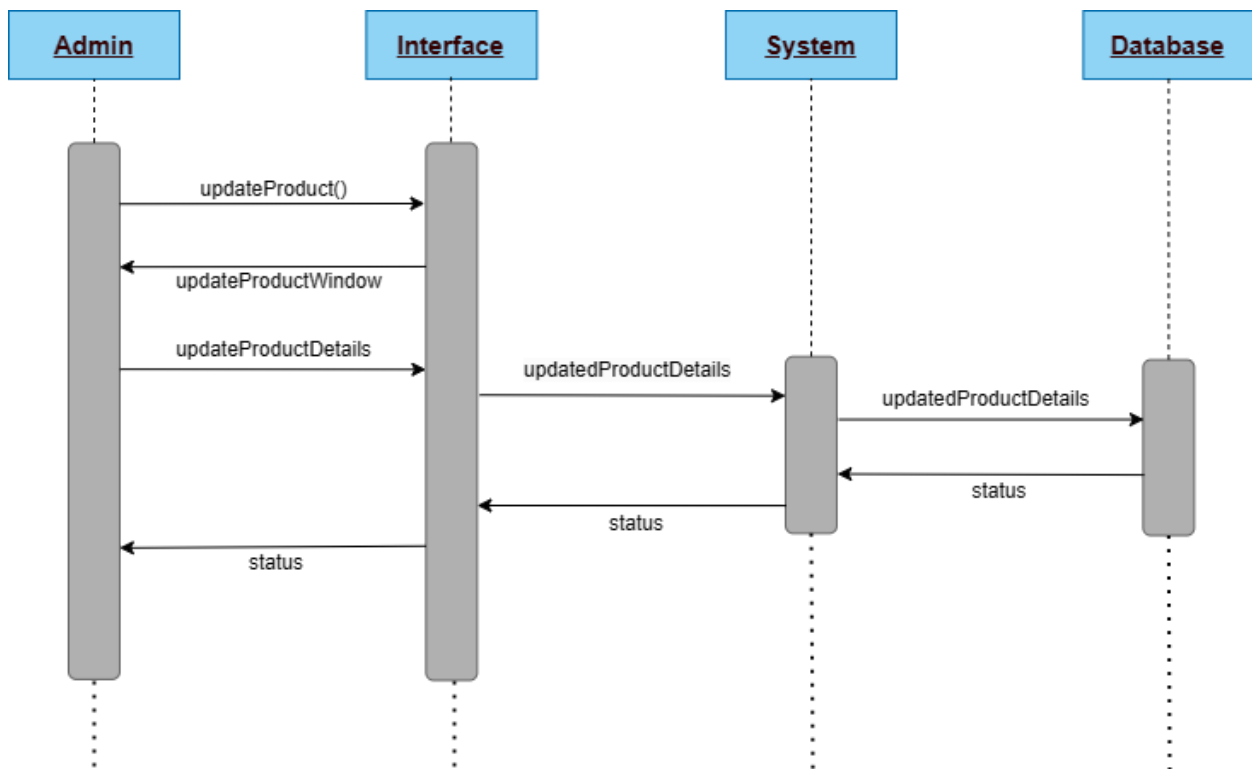 Admin
Interface
System
Database
updateProduct()
updateProductWindow
updateProductDetails
updatedProductDetails
updatedProductDetails
status
status
status